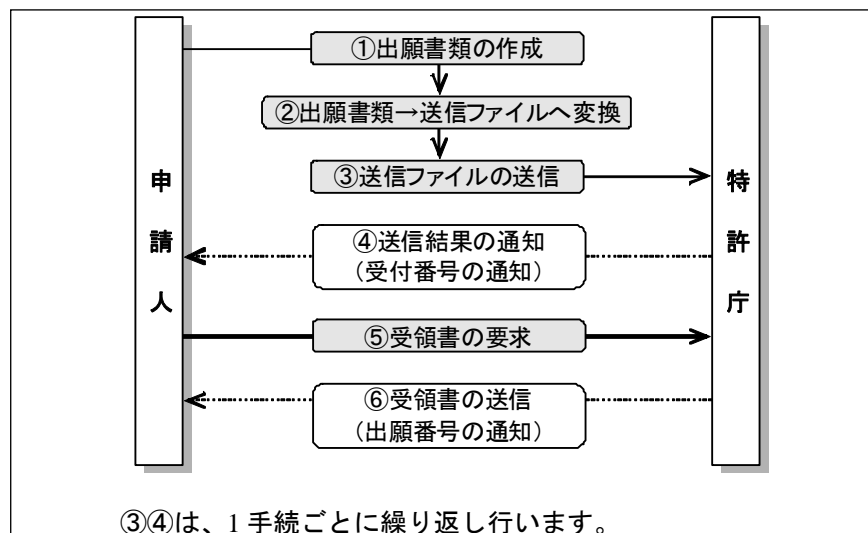 ①出願書類の作成
②出願書類→送信ファイルへ変換
③送信ファイルの送信
申請人
特許庁
④送信結果の通知
（受付番号の通知）
⑤受領書の要求
⑥受領書の送信
（出願番号の通知）
③④は、1 手続ごとに繰り返し行います。